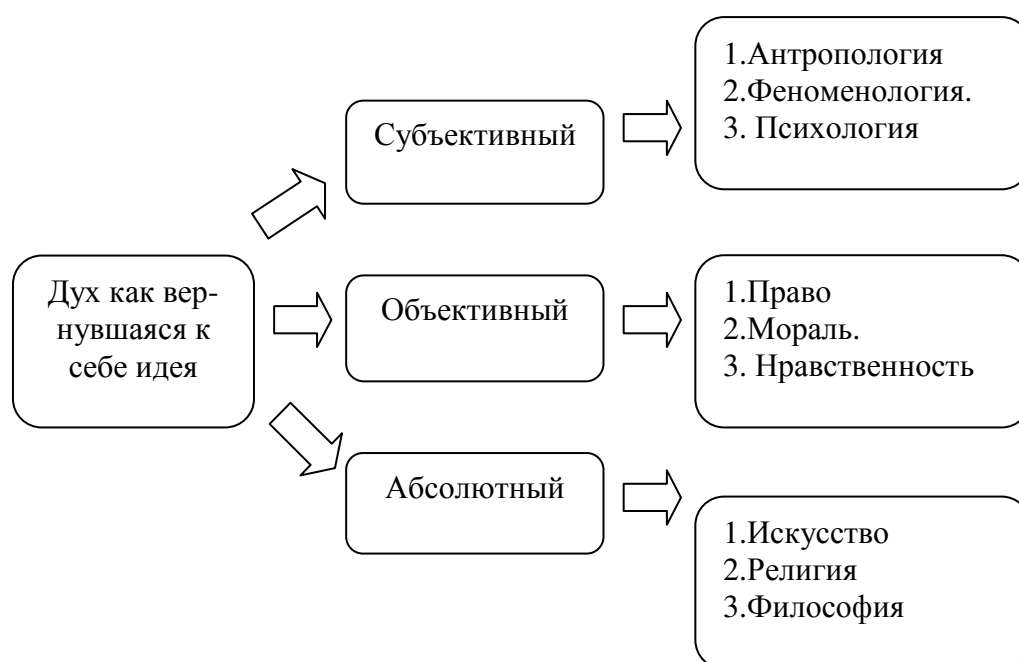 Дух как вер-
нувшаяся к
себе идея
Субъективный
1.Антропология
2.Феноменология.
3. Психология
Объективный
1.Право
2.Мораль.
3. Нравственность
Абсолютный
1.Искусство
2.Религия
3.Философия